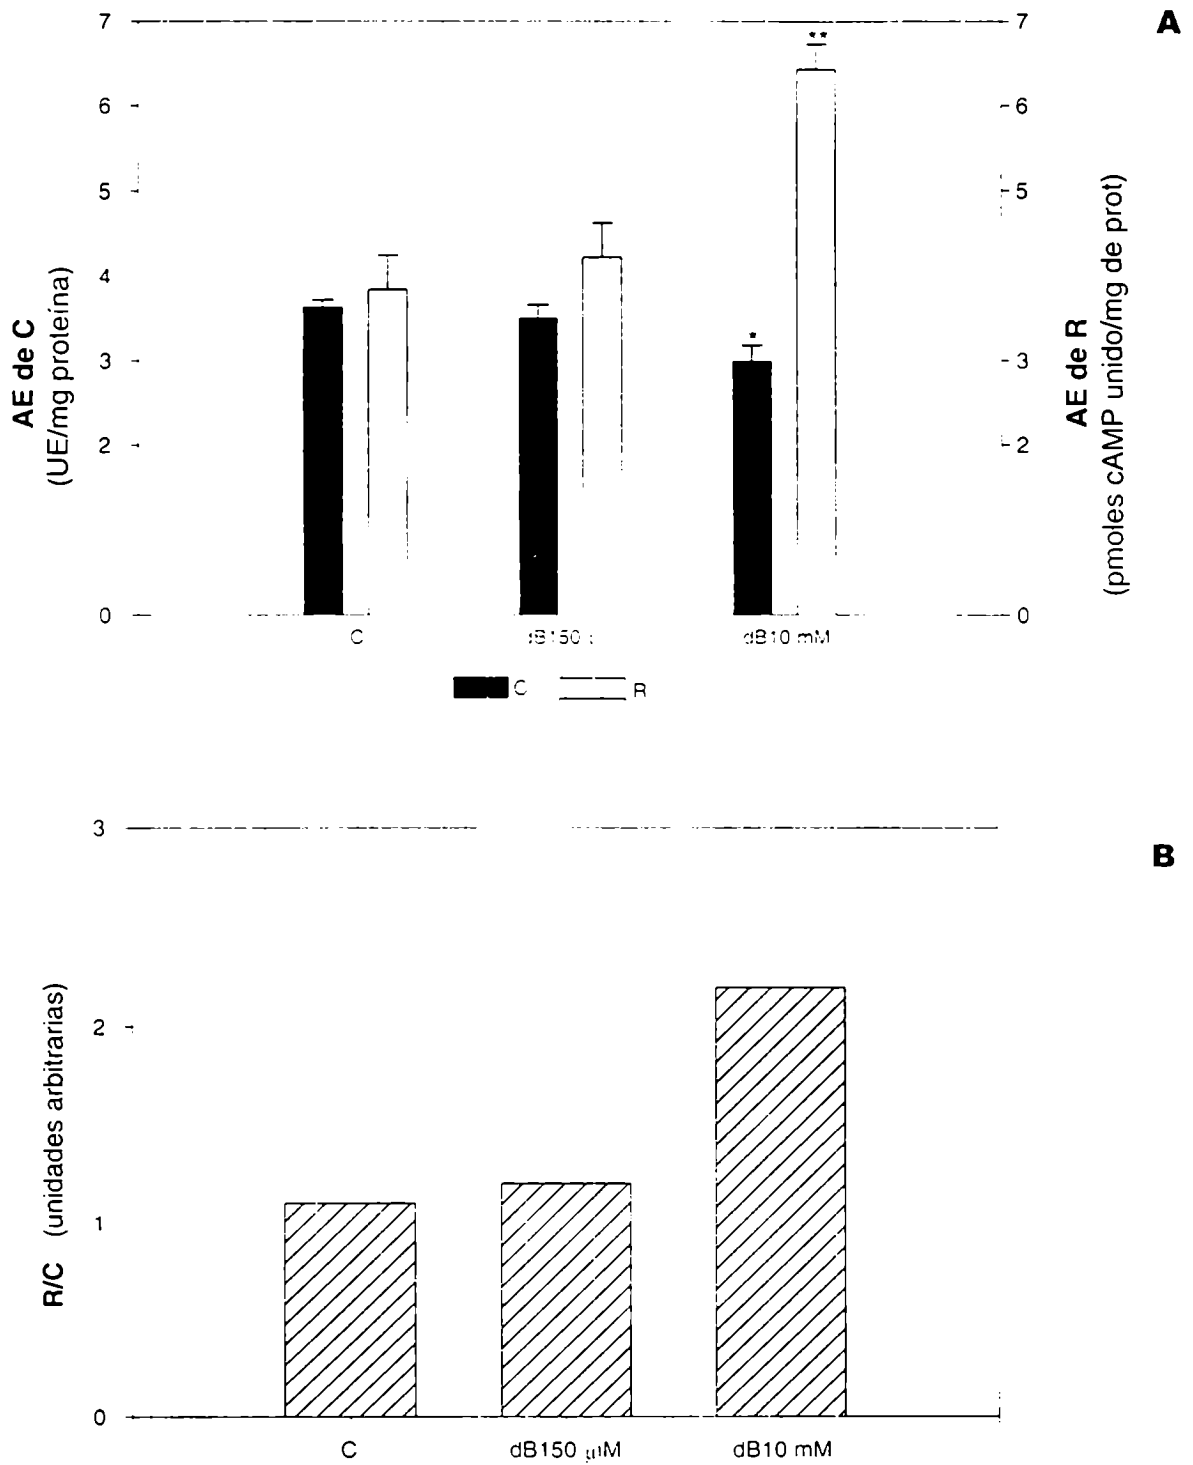 A
7
6
5
4
3
2
0
AE de C
(UE/mg proteína)
7
6
5
3
2
0
AE de R
(pmoles cAMP unido/mg de prot)
*
**
C
dB10 mM
C
R
B
3
2
1
0
R/C (unidades arbitrarias)
C
dB150 µM
dB10 mM